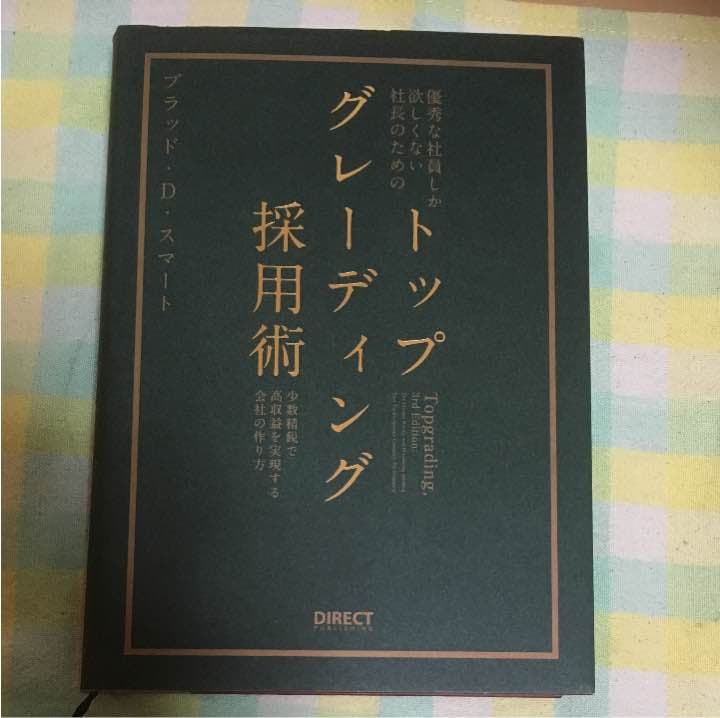 優秀な社員しか
欲しくない
社長のための
トップ
グレーディング
採用術
少数精鋭で
高収益を実現する
会社の作り方
ブラッド・D・スマート
Topgrading,
3rd Edition:
DIRECT
PUBLISHING